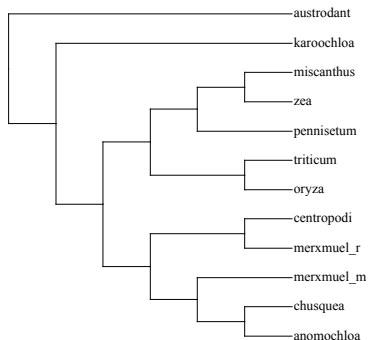 austrodant
karoochloa
miscanthus
zea
pennisetum
triticum
oryza
centropodi
merxmuel_r
merxmuel_m
chusquea
anomochloa